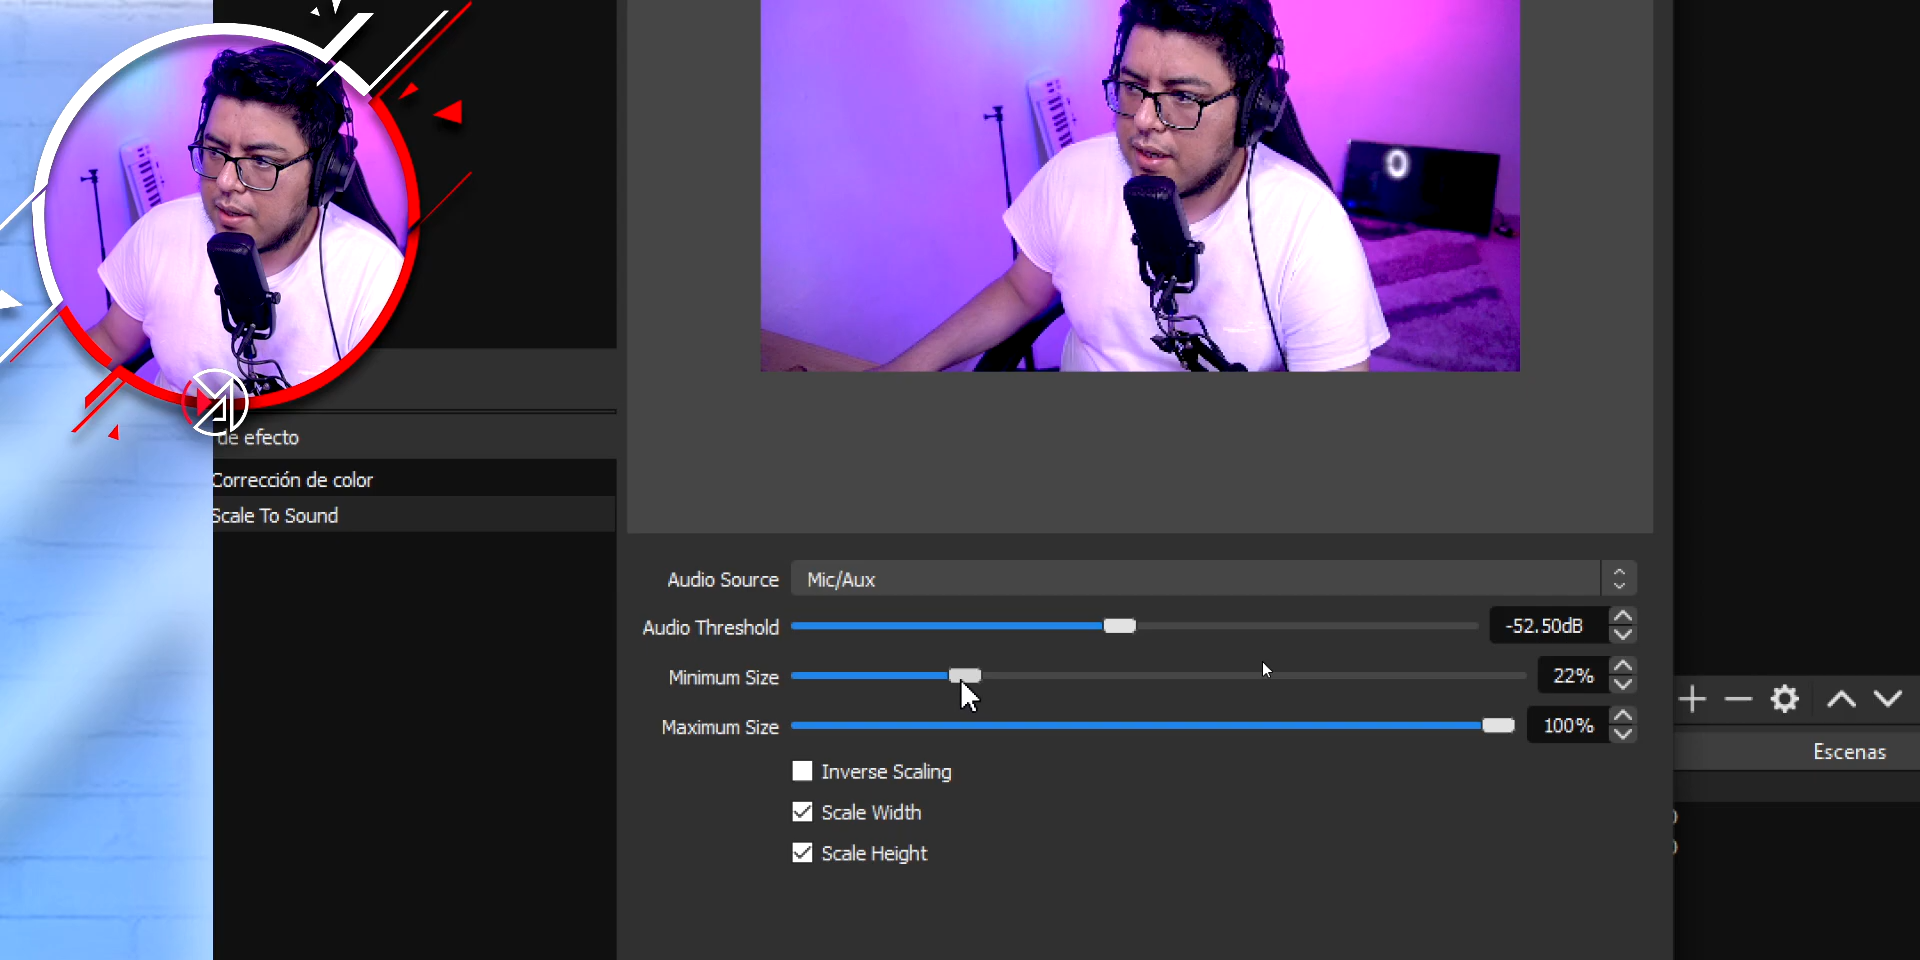 de efecto
Corrección de color
Scale To Sound
Audio Source
Mic/Aux
Audio Threshold
-52.50dB
Minimum Size
22%
Maximum Size
100%
Inverse Scaling
Scale Width
Scale Height
Escenas